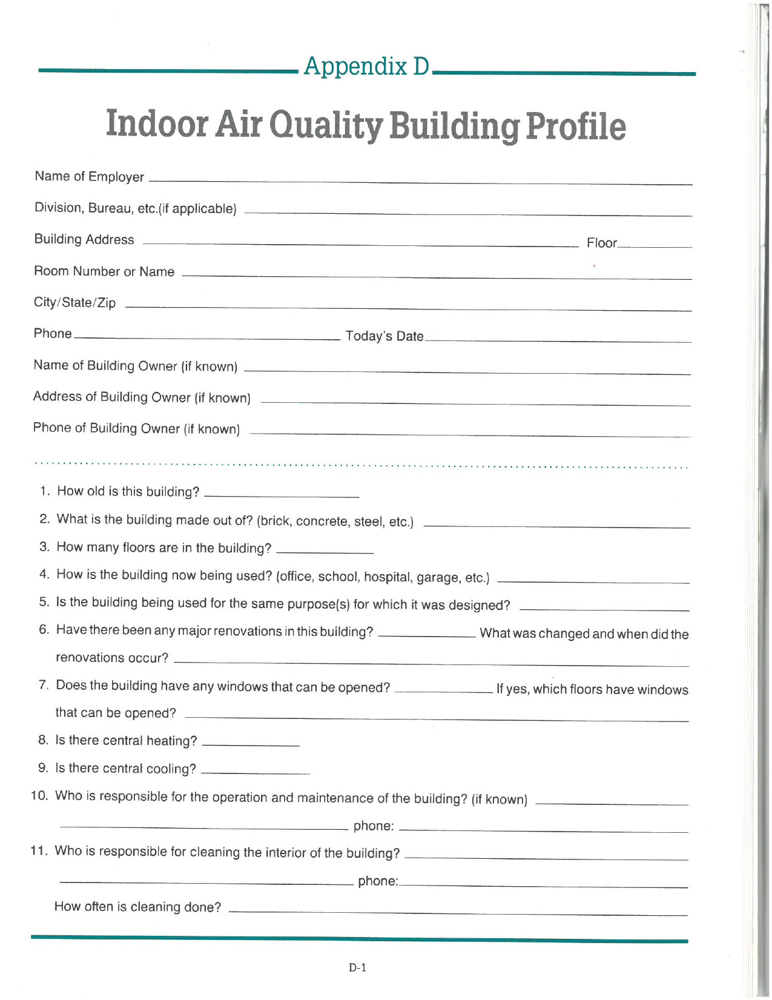 Appendix D
Indoor Air Quality Building Profile
Name of Employer
Division, Bureau, etc.(if applicable)
Building Address Floor
Room Number or Name
City/State/Zip
Phone Today's Date
Name of Building Owner (if known)
Address of Building Owner (if known)
Phone of Building Owner (if known)
1. How old is this building?
2. What is the building made out of? (brick, concrete, steel, etc.)
3. How many floors are in the building?
4. How is the building now being used? (office, school, hospital, garage, etc.)
5. Is the building being used for the same purpose(s) for which it was designed?
6. Have there been any major renovations in this building? What was changed and when did the
renovations occur?
7. Does the building have any windows that can be opened? If yes, which floors have windows
that can be opened?
8. Is there central heating?
9. Is there central cooling?
10. Who is responsible for the operation and maintenance of the building? (if known)
phone:
11. Who is responsible for cleaning the interior of the building?
phone:
How often is cleaning done?
D-1